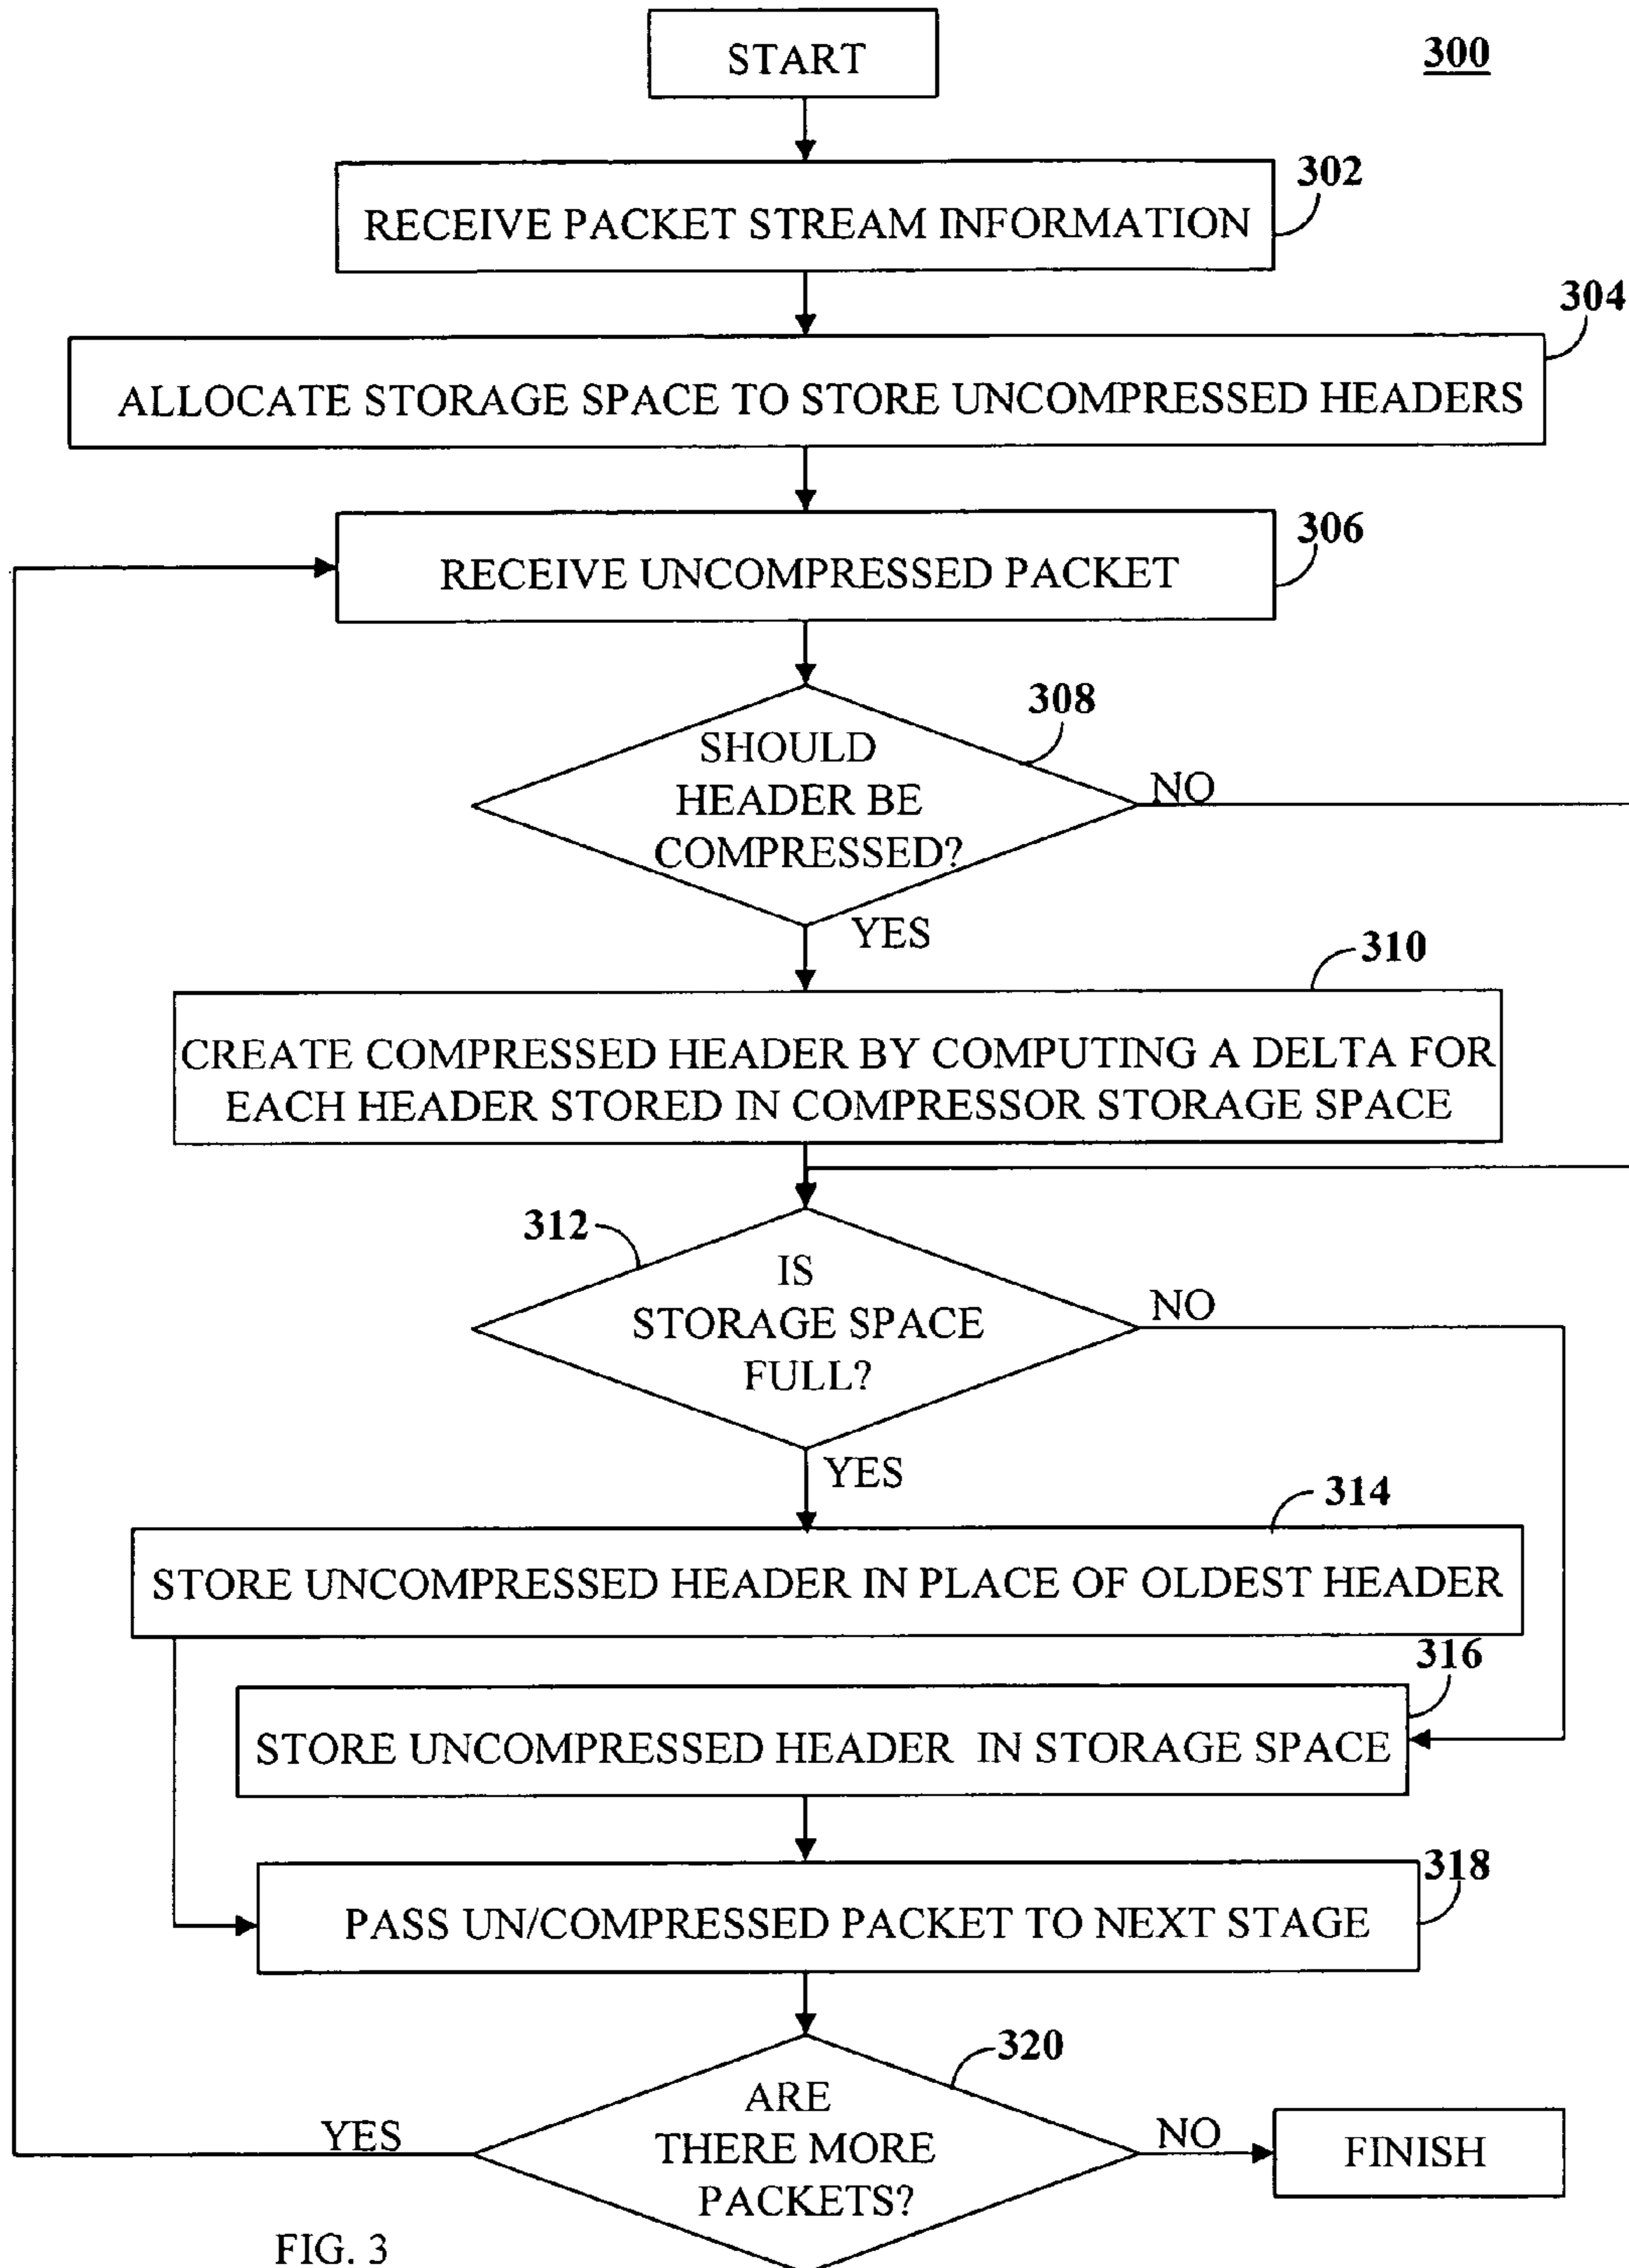 START
300
302
RECEIVE PACKET STREAM INFORMATION
304
ALLOCATE STORAGE SPACE TO STORE UNCOMPRESSED HEADERS
306
RECEIVE UNCOMPRESSED PACKET
308
SHOULD
HEADER BE
COMPRESSED?
NO
YES
310
CREATE COMPRESSED HEADER BY COMPUTING A DELTA FOR
EACH HEADER STORED IN COMPRESSOR STORAGE SPACE
312
IS
STORAGE SPACE
FULL?
NO
YES
314
STORE UNCOMPRESSED HEADER IN PLACE OF OLDEST HEADER
316
STORE UNCOMPRESSED HEADER IN STORAGE SPACE
318
PASS UN/COMPRESSED PACKET TO NEXT STAGE
320
ARE
THERE MORE
PACKETS?
YES
NO
FINISH
FIG. 3